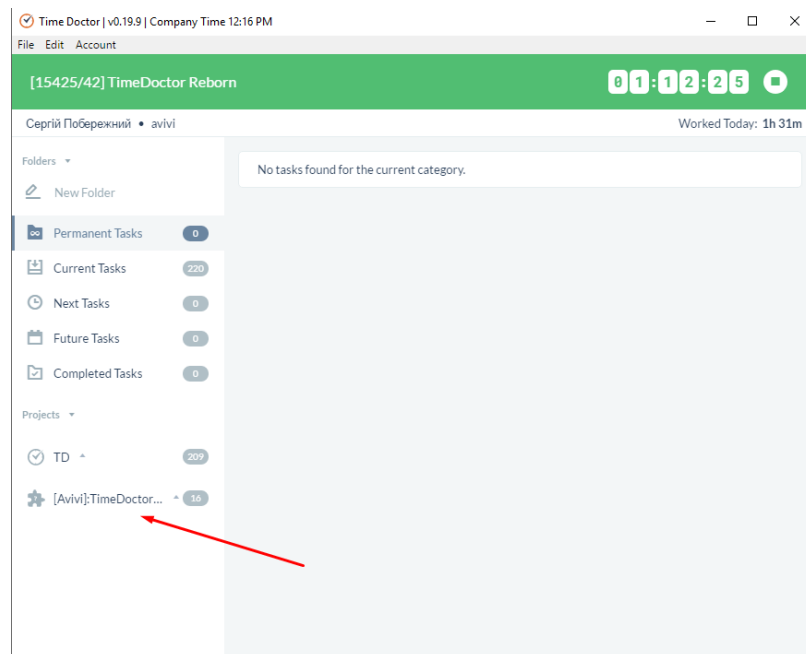 Time Doctor | v0.19.9 | Company Time 12:16 PM
File Edit Account
[15425/42] TimeDoctor Reborn 01:12:25
Сергій Побережний • avivi Worked Today: 1h 31m
Folders
New Folder
No tasks found for the current category.
Permanent Tasks 0
Current Tasks 220
Next Tasks 0
Future Tasks 0
Completed Tasks 0
Projects
TD 209
[Avivi]:TimeDoctor... 16